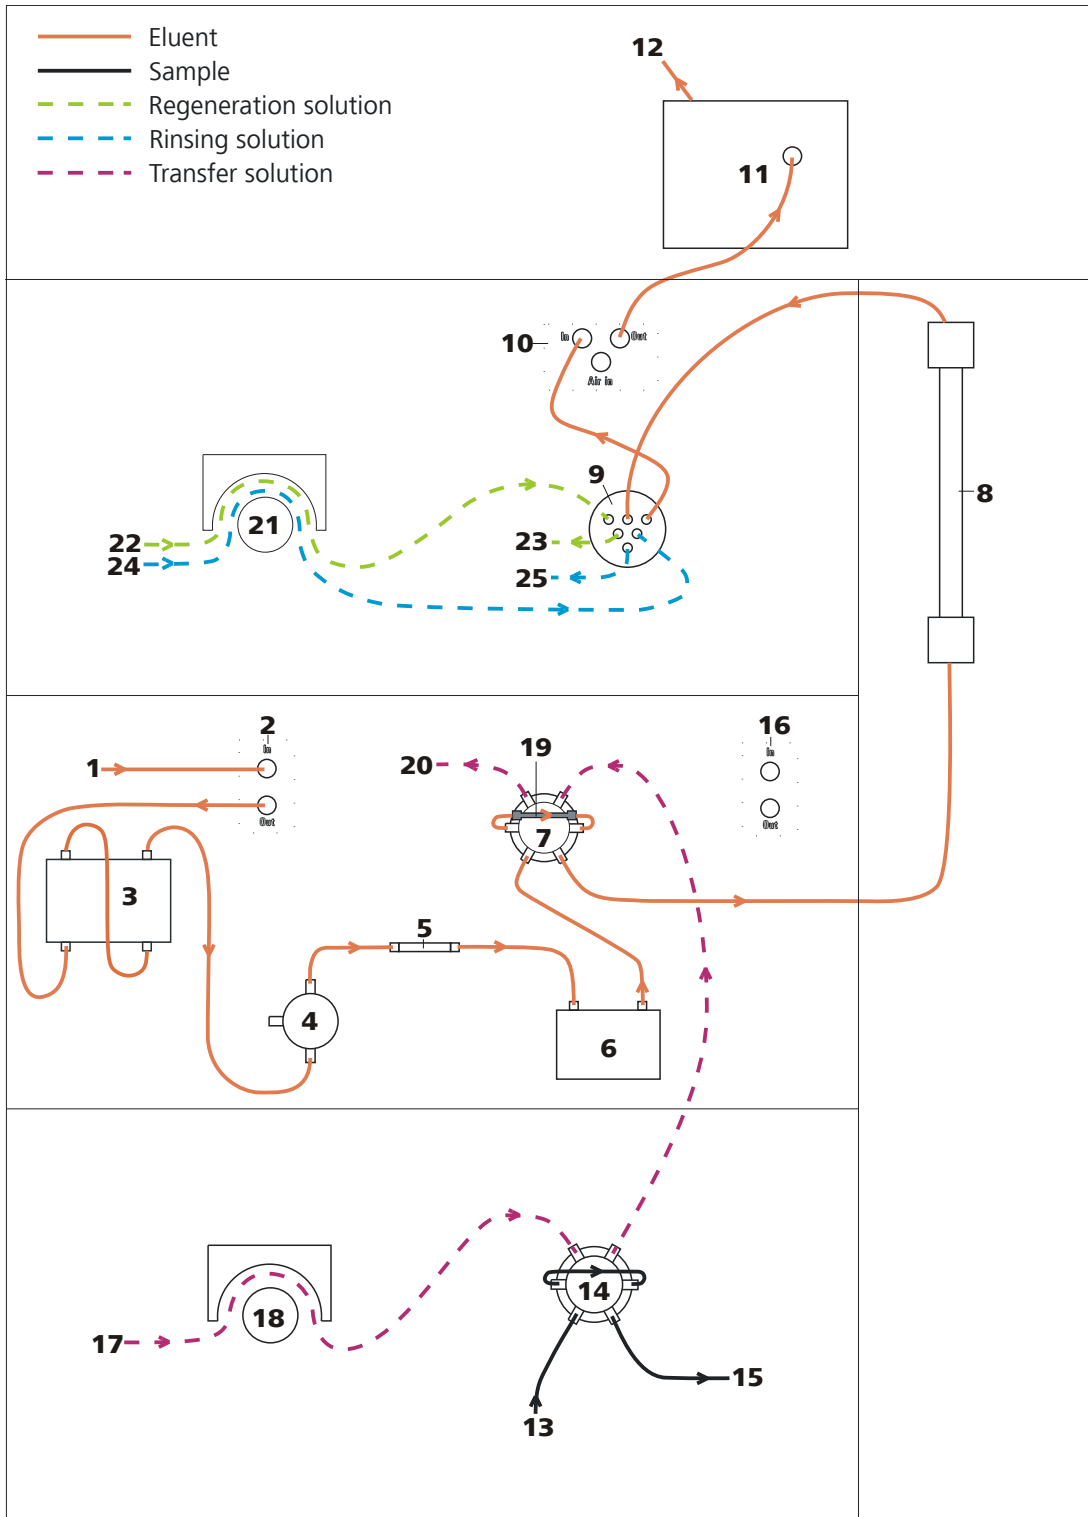 Eluent
Sample
Regeneration solution
Rinsing solution
Transfer solution
12
11
10
In
Out
Air in
9
8
21
22
24
23
25
2
In
1
Out
3
4
5
6
19
20
7
16
In
Out
14
18
17
15
13